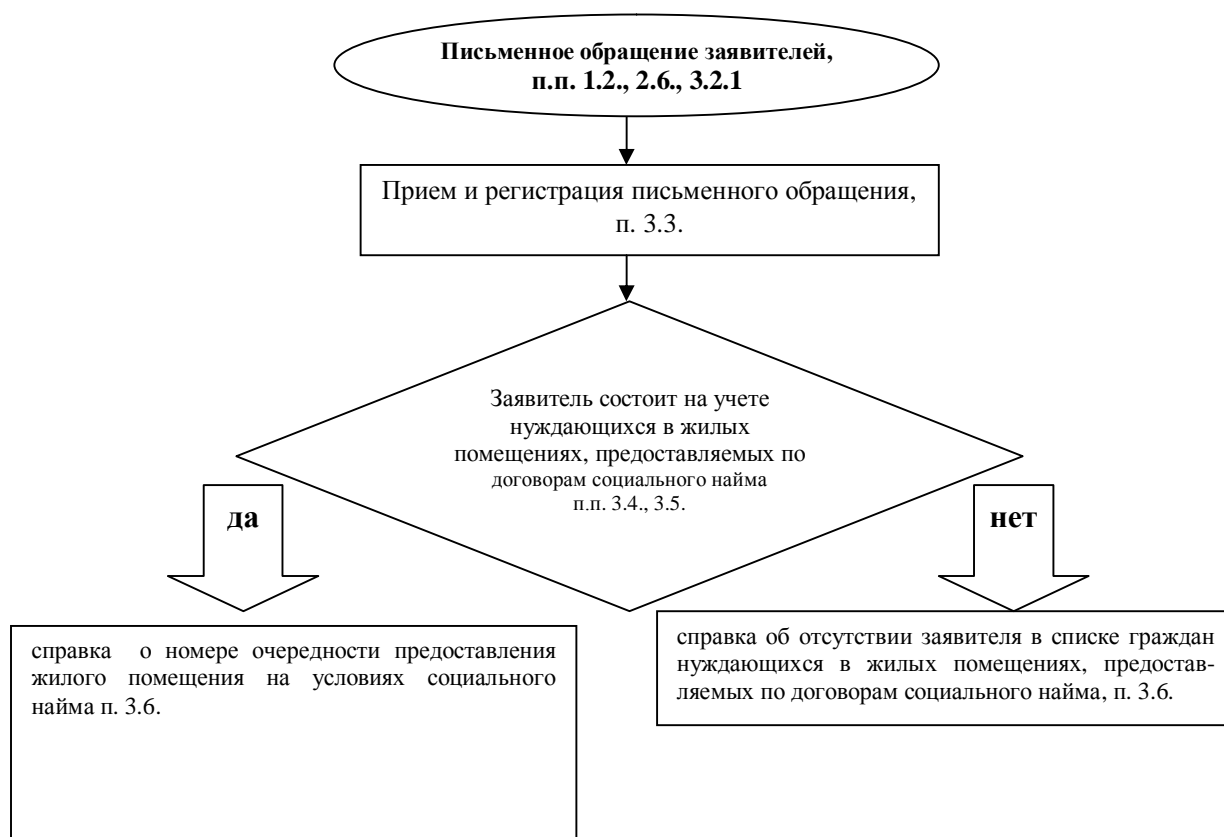 Письменное обращение заявителей,
п.п. 1.2., 2.6., 3.2.1
Прием и регистрация письменного обращения,
п. 3.3.
Заявитель состоит на учете
нуждающихся в жилых
помещениях, предоставляемых по
договорам социального найма
п.п. 3.4., 3.5.
да
нет
справка о номере очередности предоставления
жилого помещения на условиях социального
найма п. 3.6.
справка об отсутствии заявителя в списке граждан
нуждающихся в жилых помещениях, предостав-
ляемых по договорам социального найма, п. 3.6.